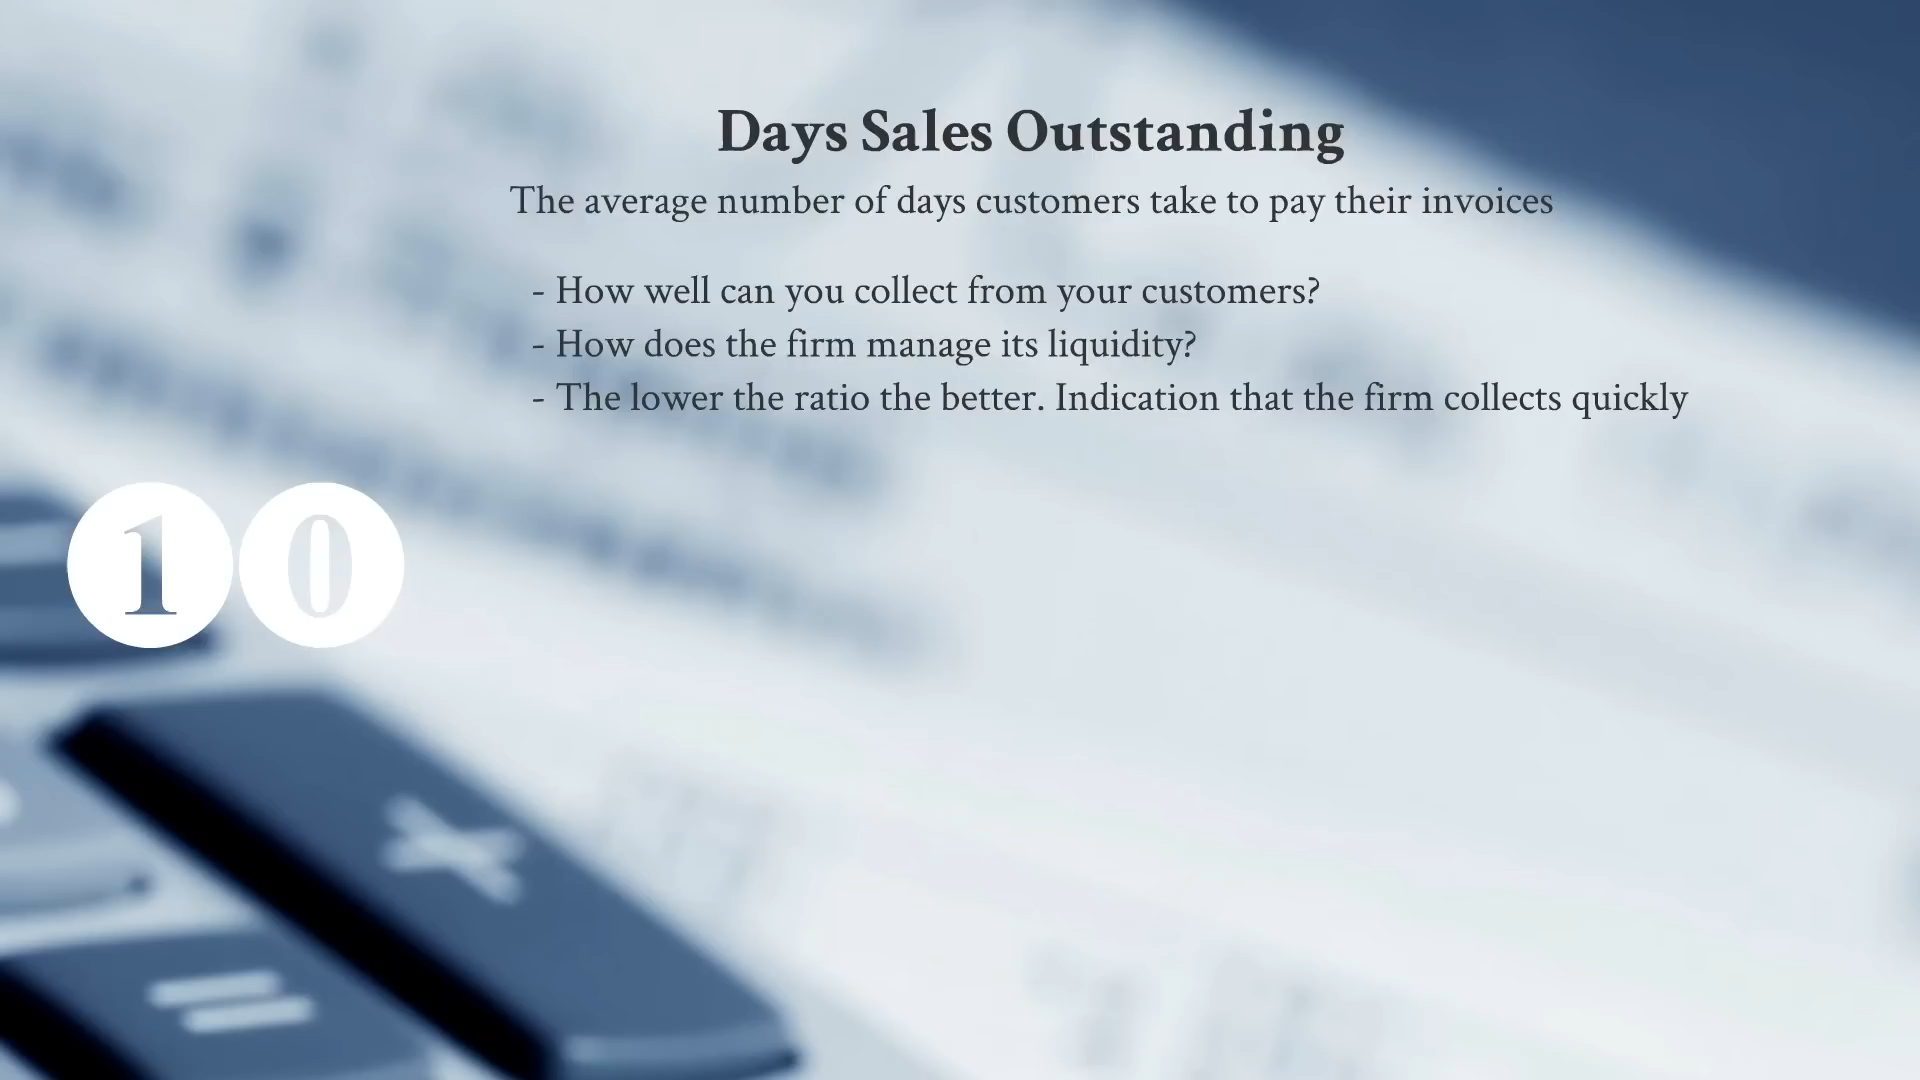 Days Sales Outstanding
The average number of days customers take to pay their invoices
- How well can you collect from your customers?
- How does the firm manage its liquidity?
- The lower the ratio the better. Indication that the firm collects quickly
10
+
=